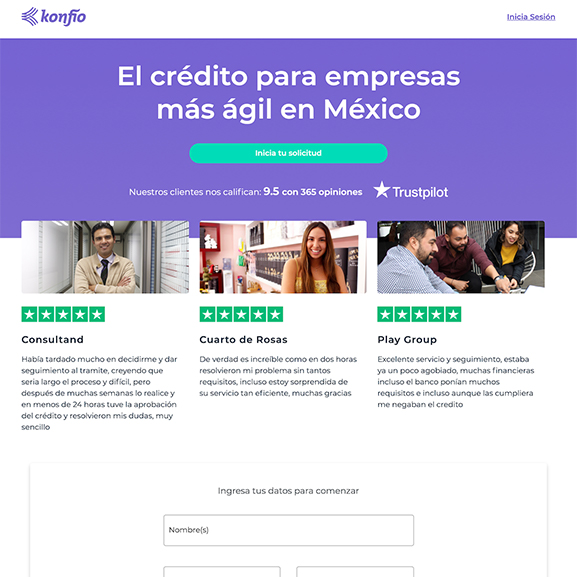 konfío
Inicia Sesión
El crédito para empresas
más ágil en México
Inicia tu solicitud
Nuestros clientes nos califican: 9.5 con 365 opiniones
Trustpilot
Consultand
Había tardado mucho en decidirme y dar
seguimiento al tramite, creyendo que
seria largo el proceso y difícil, pero
después de muchas semanas lo realice y
en menos de 24 horas tuve la aprobación
del crédito y resolvieron mis dudas, muy
sencillo
Cuarto de Rosas
De verdad es increíble como en dos horas
resolvieron mi problema sin tantos
requisitos, incluso estoy sorprendida de
su servicio tan eficiente, muchas gracias
Play Group
Excelente servicio y seguimiento, estaba
ya un poco agobiado, muchas financieras
incluso el banco ponían muchos
requisitos e incluso aunque las cumpliera
me negaban el credito
Ingresa tus datos para comenzar
Nombre(s)